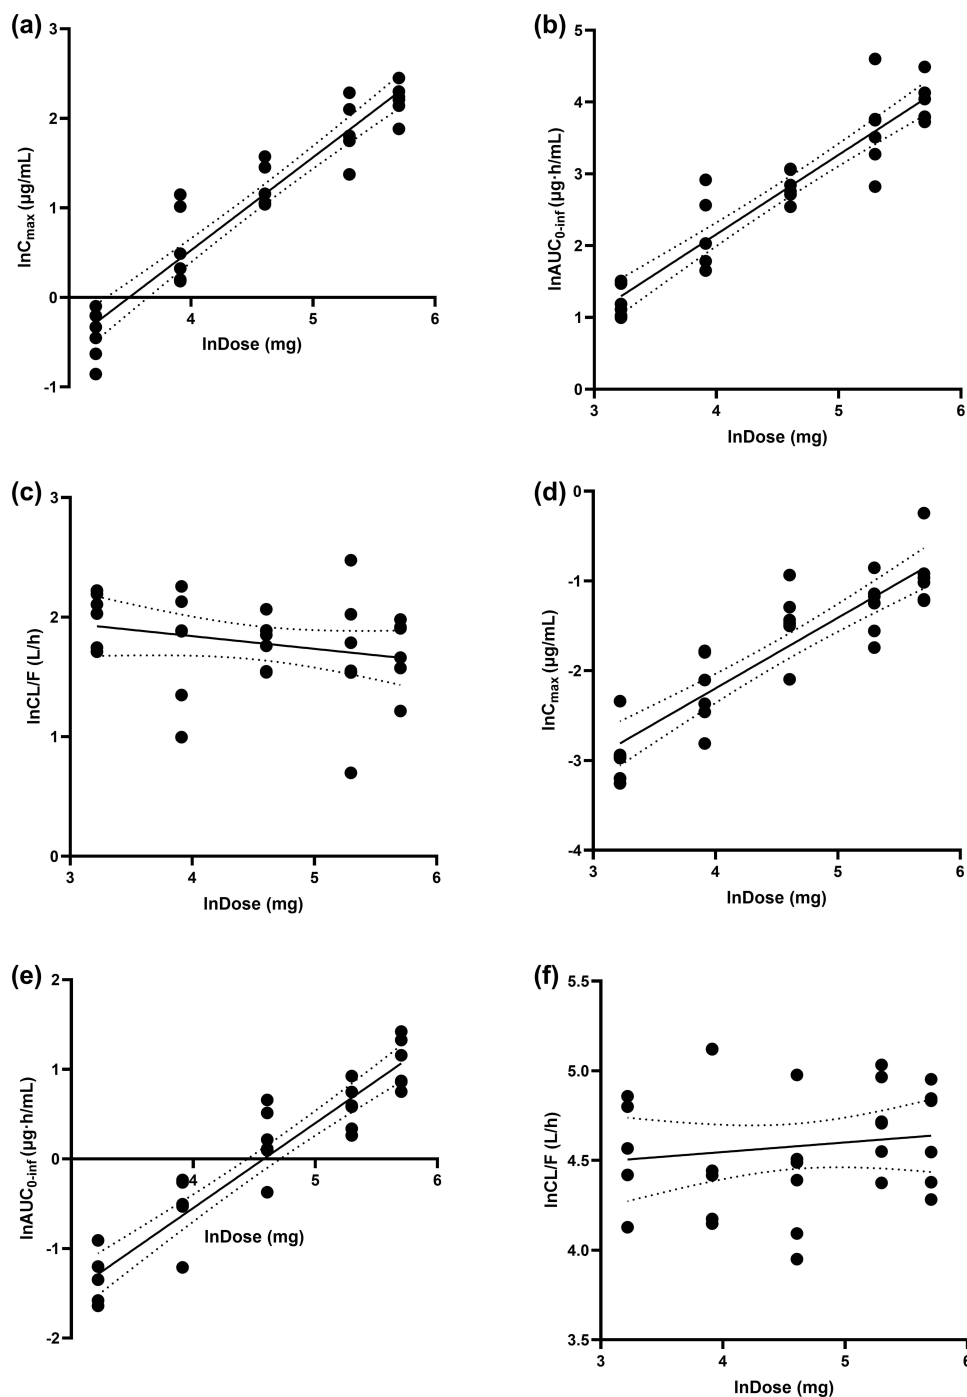 (a)
lnCmax (μg/mL)
3
2
1
0
-1
4
5
6
lnDose (mg)
(b)
lnAUC0-inf (μg·h/mL)
5
4
3
2
1
0
3
4
5
6
lnDose (mg)
(c)
lnCL/F (L/h)
3
2
1
0
3
4
5
6
lnDose (mg)
(d)
lnCmax (μg/mL)
0
-1
-2
-3
-4
3
4
5
6
lnDose (mg)
(e)
lnAUC0-inf (μg·h/mL)
2
1
0
-1
-2
4
5
6
lnDose (mg)
(f)
lnCL/F (L/h)
5.5
5.0
4.5
4.0
3.5
3
4
5
6
lnDose (mg)